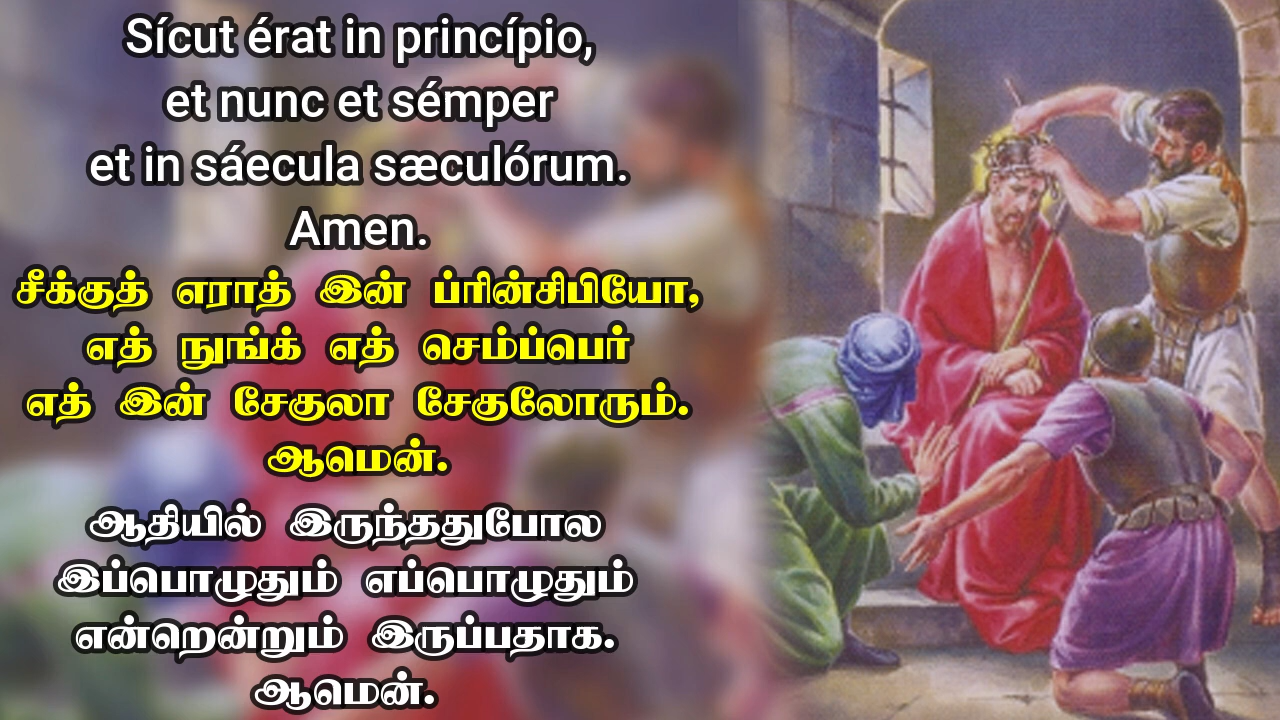 Sícut érat in princípio,
et nunc et sémper
et in sáecula sæculórum.
Amen.
சீக்குத் எராத் இன் ப்ரின்சிபியோ,
எத் நுங்க் எத் செம்ப்பெர்
எத் இன் சேகுலா சேகுலோரும்.
ஆமென்.
ஆதியில் இருந்ததுபோல
இப்பொழுதும் எப்பொழுதும்
என்றென்றும் இருப்பதாக.
ஆமென்.